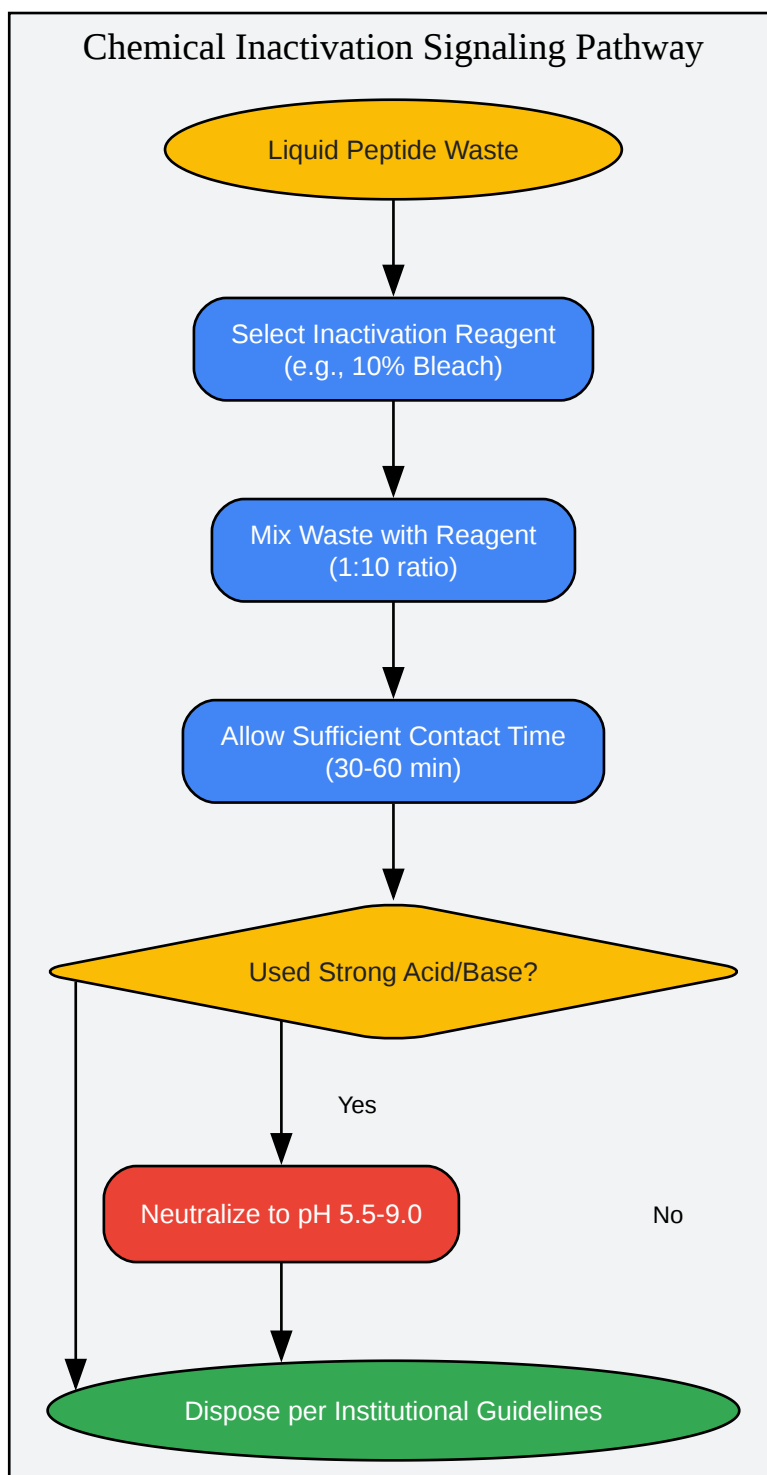 Chemical Inactivation Signaling Pathway
Liquid Peptide Waste
Select Inactivation Reagent
(e.g., 10% Bleach)
Mix Waste with Reagent
(1:10 ratio)
Allow Sufficient Contact Time
(30-60 min)
Used Strong Acid/Base?
Yes
Neutralize to pH 5.5-9.0
No
Dispose per Institutional Guidelines